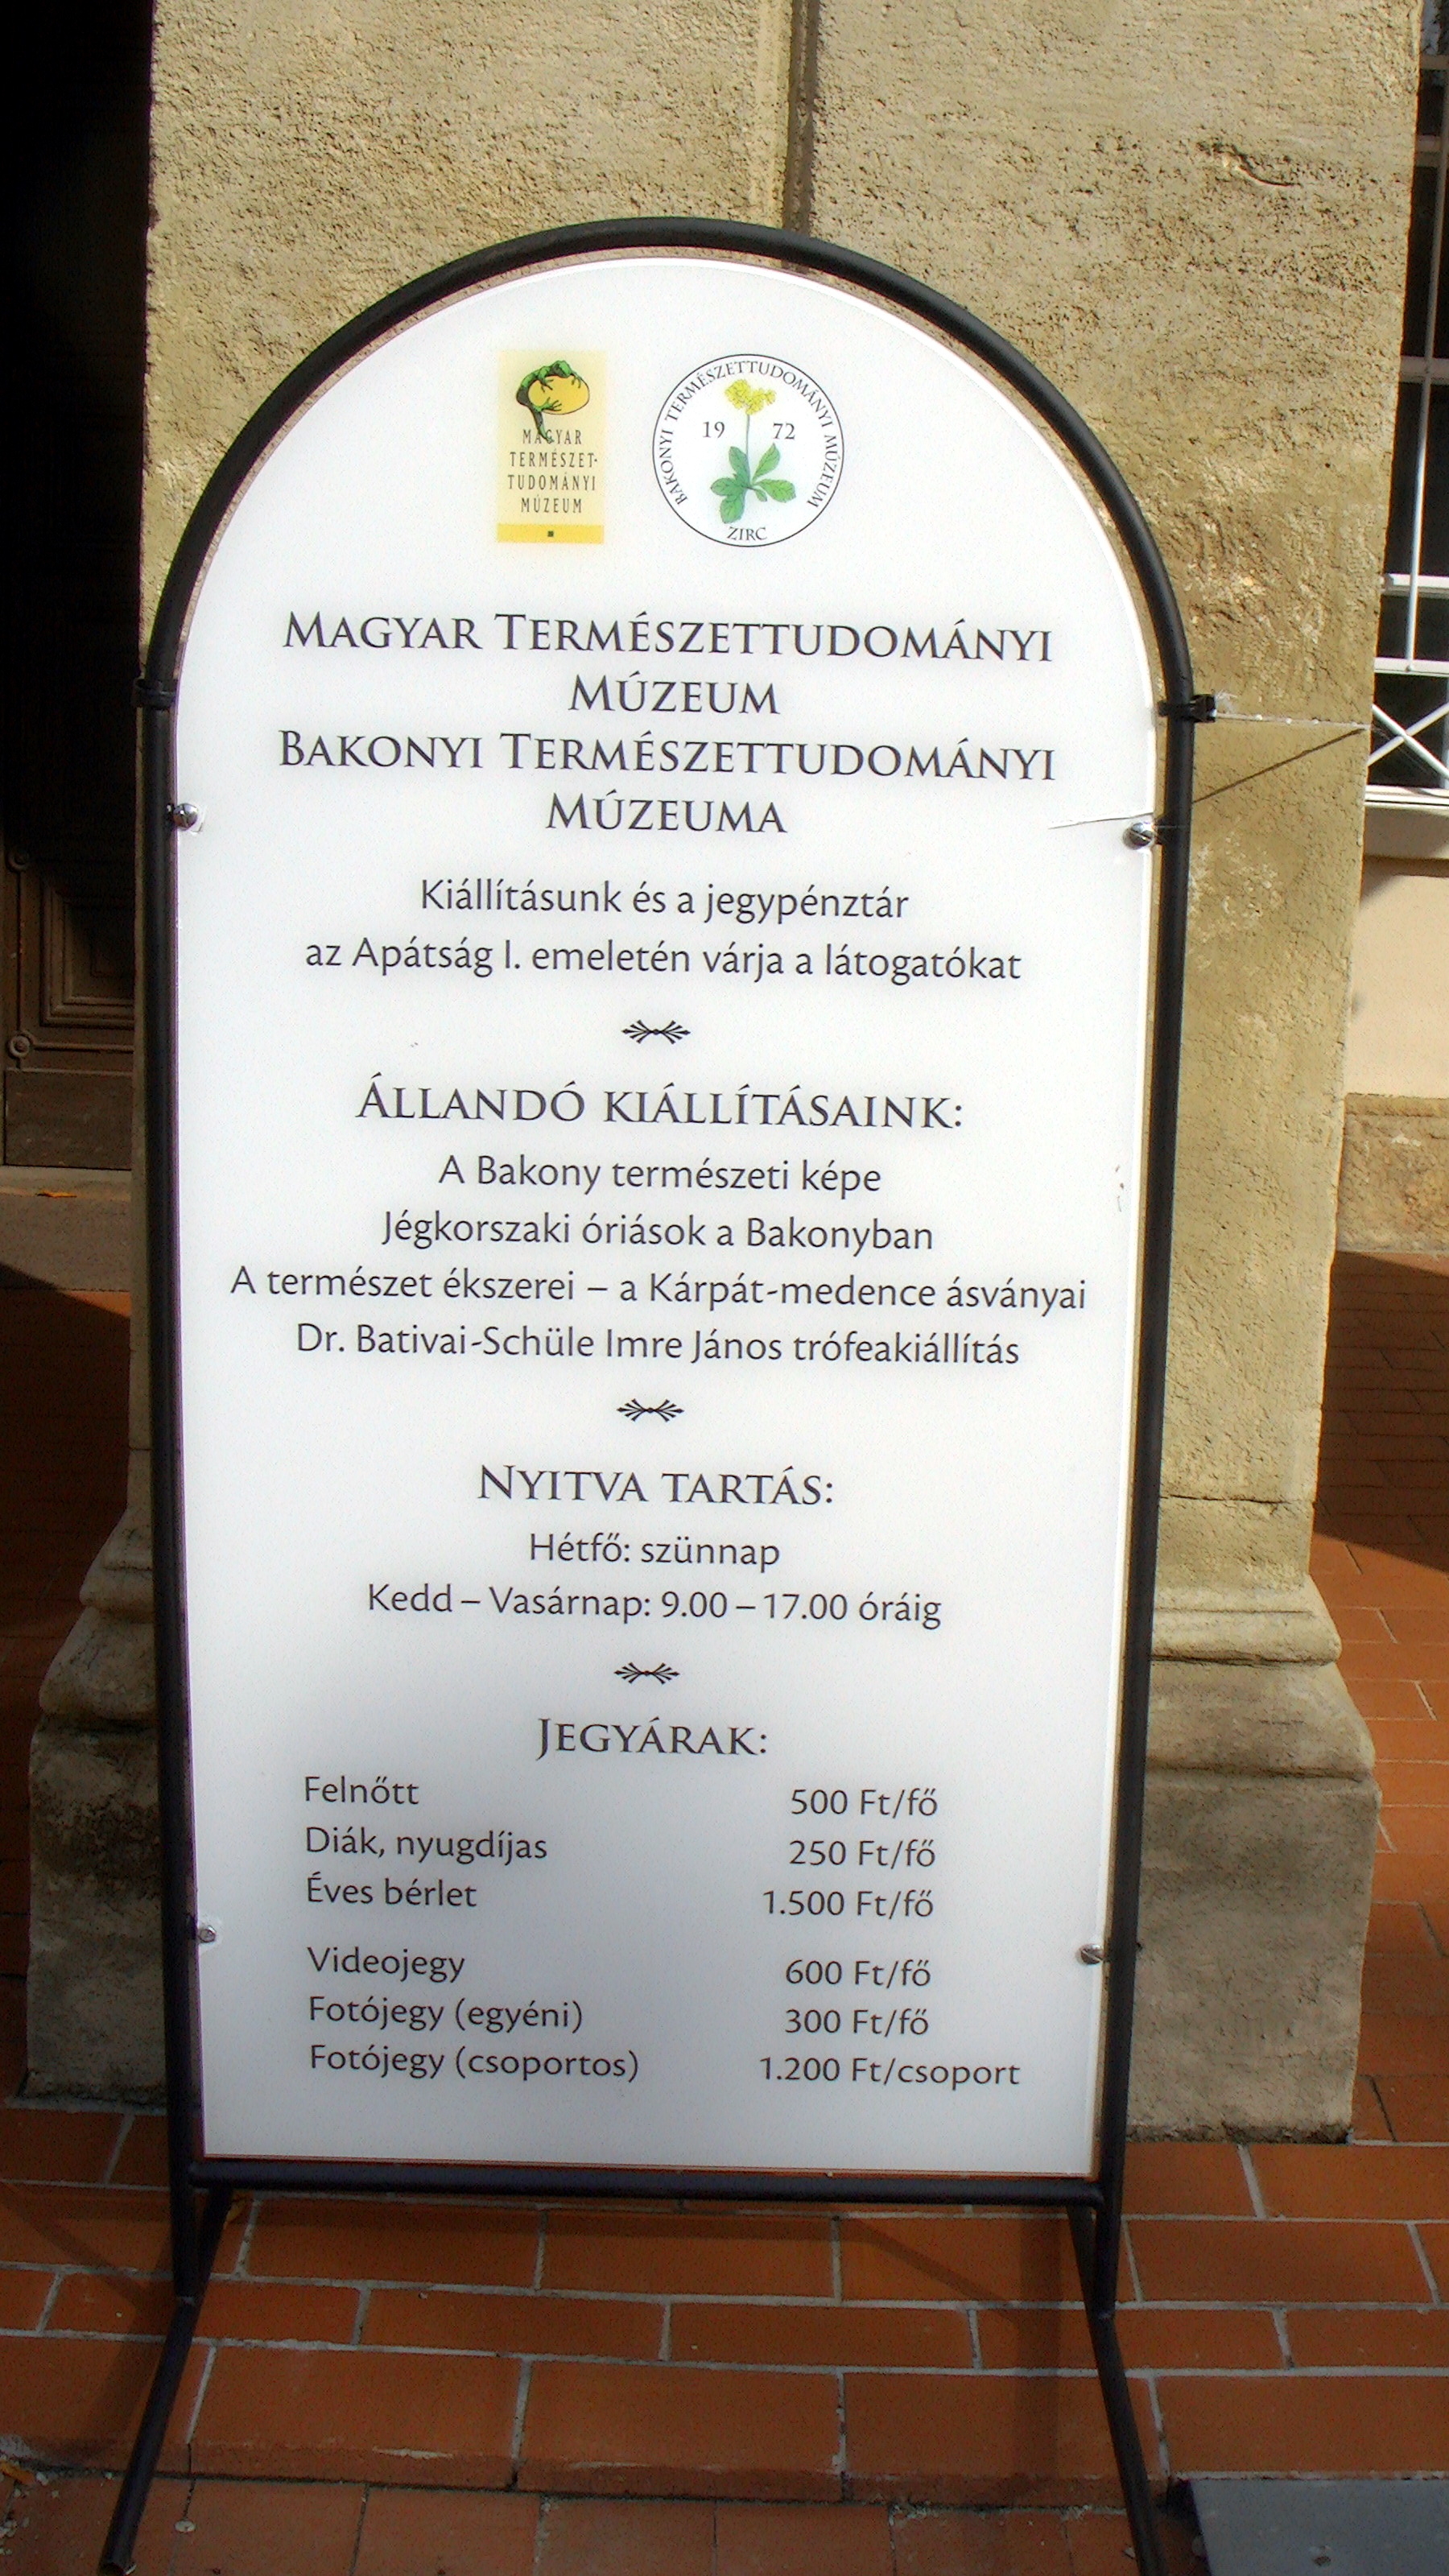 MAGYAR
TERMÉSZET-
TUDOMÁNYI
MÚZEUM
BAKONYI TERMÉSZETTUDOMÁNYI MÚZEUM
19 72
ZIRC
MAGYAR TERMÉSZETTUDOMÁNYI
MÚZEUM
BAKONYI TERMÉSZETTUDOMÁNYI
MÚZEUMA
Kiállításunk és a jegypénztár
az Apátság I. emeletén várja a látogatókat
ÁLLANDÓ KIÁLLÍTÁSAINK:
A Bakony természeti képe
Jégkorszaki óriások a Bakonyban
A természet ékszerei – a Kárpát-medence ásványai
Dr. Bativai-Schüle Imre János trófeakiállítás
NYITVA TARTÁS:
Hétfő: szünnap
Kedd – Vasárnap: 9.00 – 17.00 óráig
JEGYÁRAK:
Felnőtt 500 Ft/fő
Diák, nyugdíjas 250 Ft/fő
Éves bérlet 1.500 Ft/fő
Videojegy 600 Ft/fő
Fotójegy (egyéni) 300 Ft/fő
Fotójegy (csoportos) 1.200 Ft/csoport